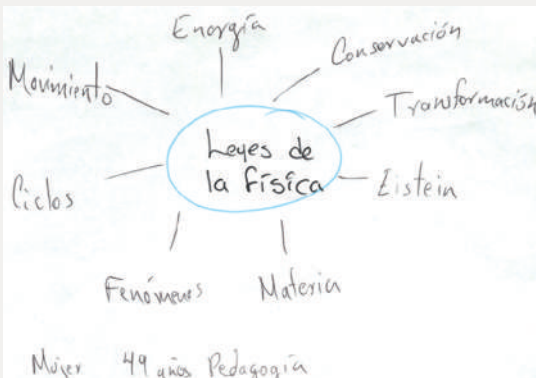 Energía
Conservación
Movimiento
Transformación
Leyes de
la física
Eistein
Ciclos
Fenómenos
Materia
Mujer 49 años Pedagogía